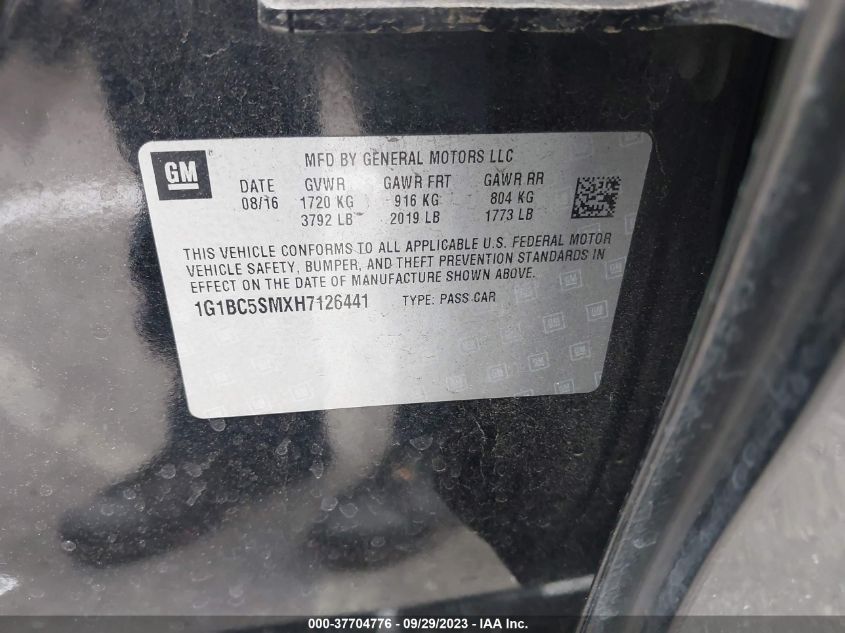 GM
MFD BY GENERAL MOTORS LLC
DATE GVWR GAWR FRT GAWR RR
08/16 1720 KG 916 KG 804 KG
3792 LB 2019 LB 1773 LB
THIS VEHICLE CONFORMS TO ALL APPLICABLE U.S. FEDERAL MOTOR
VEHICLE SAFETY, BUMPER, AND THEFT PREVENTION STANDARDS IN
EFFECT ON THE DATE OF MANUFACTURE SHOWN ABOVE.
1G1BC5SMXH7126441 TYPE: PASS CAR
000-37704776 - 09/29/2023 - IAA Inc.